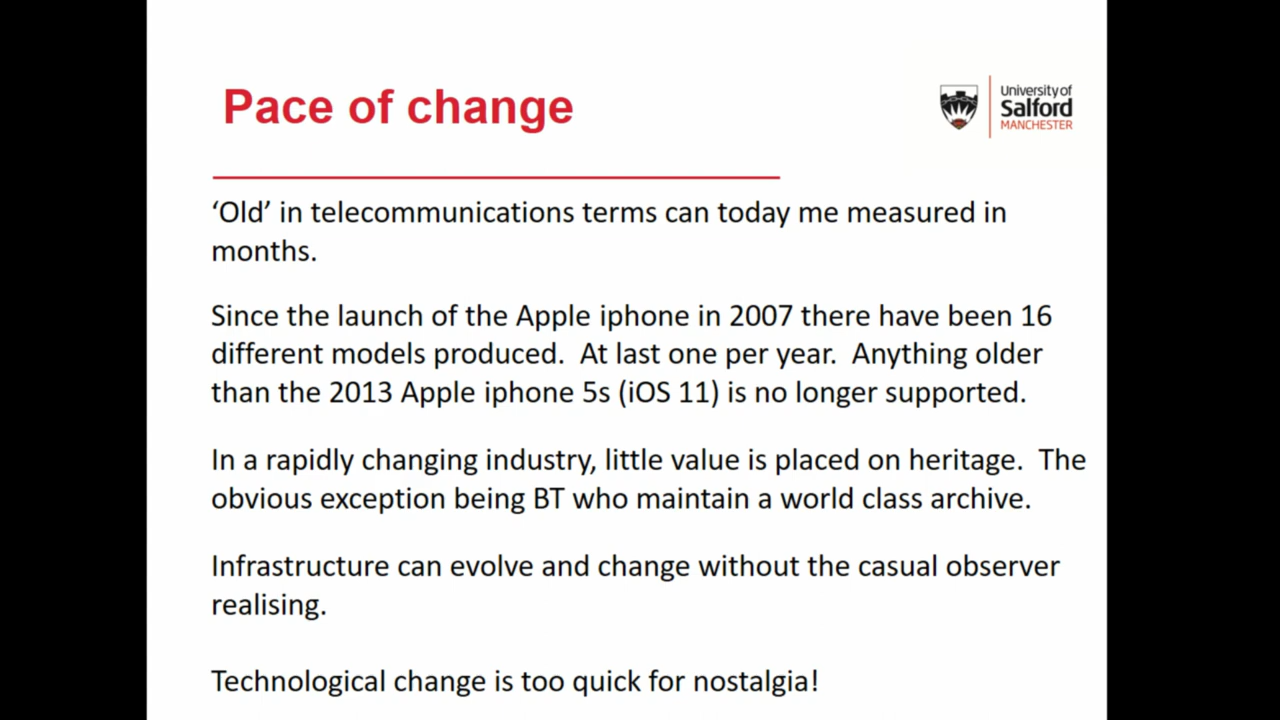 Pace of change
University of
Salford
MANCHESTER
‘Old’ in telecommunications terms can today me measured in
months.
Since the launch of the Apple iphone in 2007 there have been 16
different models produced.  At last one per year.  Anything older
than the 2013 Apple iphone 5s (iOS 11) is no longer supported.
In a rapidly changing industry, little value is placed on heritage.  The
obvious exception being BT who maintain a world class archive.
Infrastructure can evolve and change without the casual observer
realising.
Technological change is too quick for nostalgia!